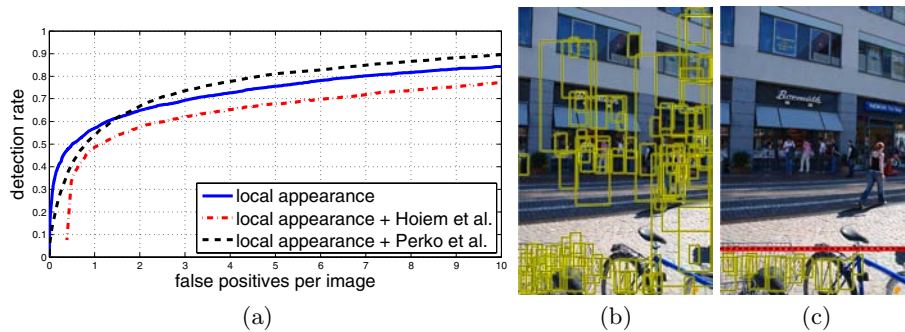 1
0.9
0.8
0.7
0.6
0.5
0.4
0.3
0.2
0.1
0
detection rate
local appearance
local appearance + Hoiem et al.
local appearance + Perko et al.
0 1 2 3 4 5 6 7 8 9 10
false positives per image
Bormuth
(a)
(b)
(c)